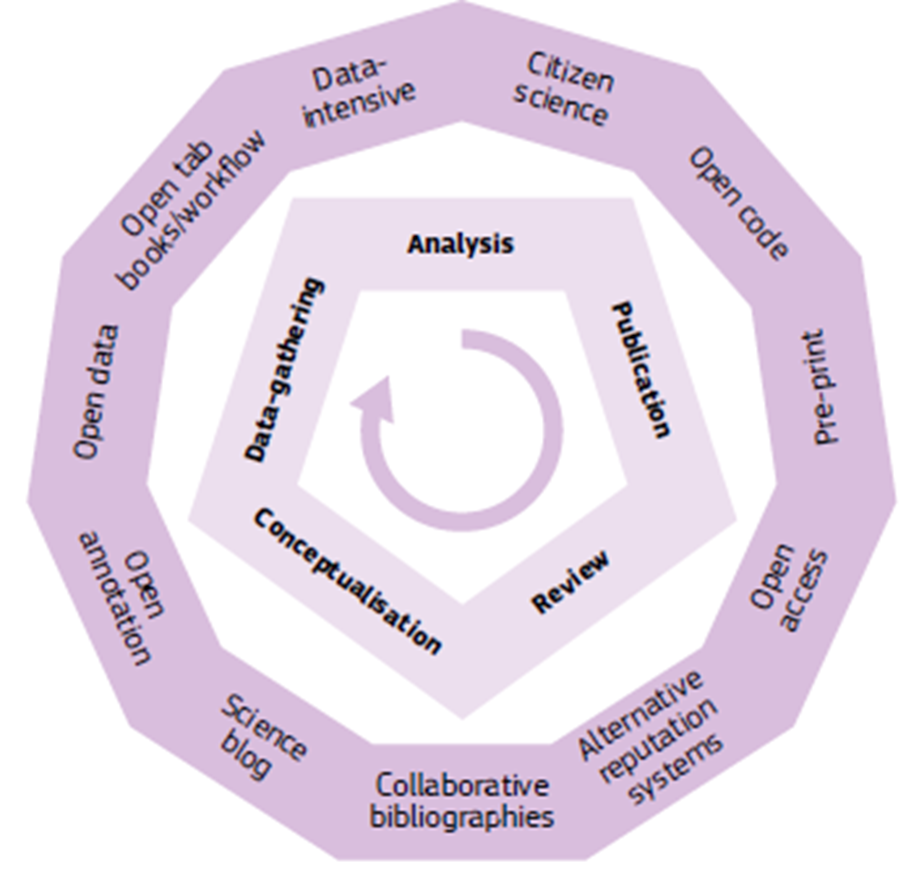 Data-
intensive
Citizen
science
Open code
Pre-print
Open
access
Alternative
reputation
systems
Collaborative
bibliographies
Science
blog
Open
annotation
Open data
Open tab
books/workflow
Analysis
Publication
Review
Conceptualisation
Data-gathering